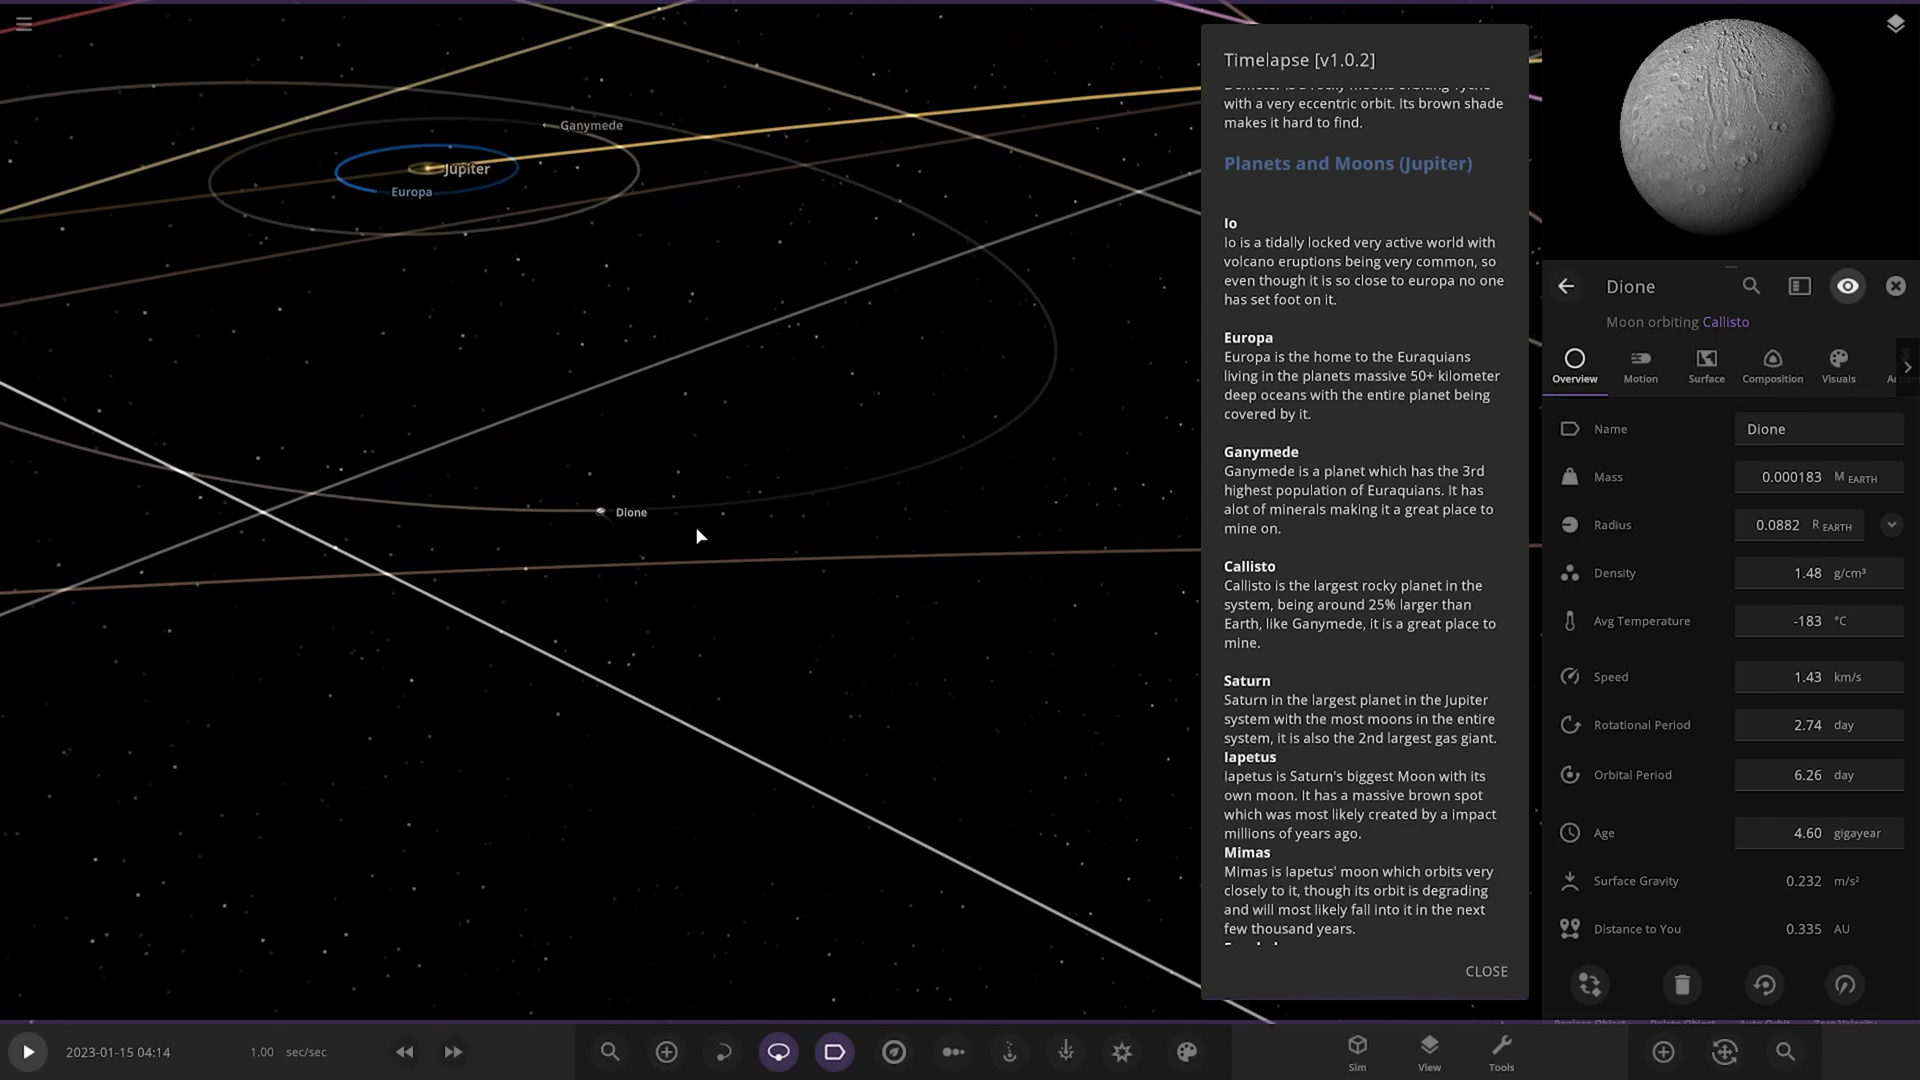 Ganymede
Jupiter
Europa
Dione
Timelapse [v1.0.2]
with a very eccentric orbit. Its brown shade
makes it hard to find.
Planets and Moons (Jupiter)
Io
Io is a tidally locked very active world with
volcano eruptions being very common, so
even though it is so close to europa no one
has set foot on it.
Europa
Europa is the home to the Euraquians
living in the planets massive 50+ kilometer
deep oceans with the entire planet being
covered by it.
Ganymede
Ganymede is a planet which has the 3rd
highest population of Euraquians. It has
alot of minerals making it a great place to
mine on.
Callisto
Callisto is the largest rocky planet in the
system, being around 25% larger than
Earth, like Ganymede, it is a great place to
mine.
Saturn
Saturn in the largest planet in the Jupiter
system with the most moons in the entire
system, it is also the 2nd largest gas giant.
Iapetus
Iapetus is Saturn's biggest Moon with its
own moon. It has a massive brown spot
which was most likely created by a impact
millions of years ago.
Mimas
Mimas is Iapetus' moon which orbits very
closely to it, though its orbit is degrading
and will most likely fall into it in the next
few thousand years.
CLOSE
Dione
Moon orbiting Callisto
Overview Motion Surface Composition Visuals
Name Dione
Mass 0.000183 M EARTH
Radius 0.0882 R EARTH
Density 1.48 g/cm³
Avg Temperature -183 °C
Speed 1.43 km/s
Rotational Period 2.74 day
Orbital Period 6.26 day
Age 4.60 gigayear
Surface Gravity 0.232 m/s²
Distance to You 0.335 AU
2023-01-15 04:14 1.00 sec/sec
Sim View Tools